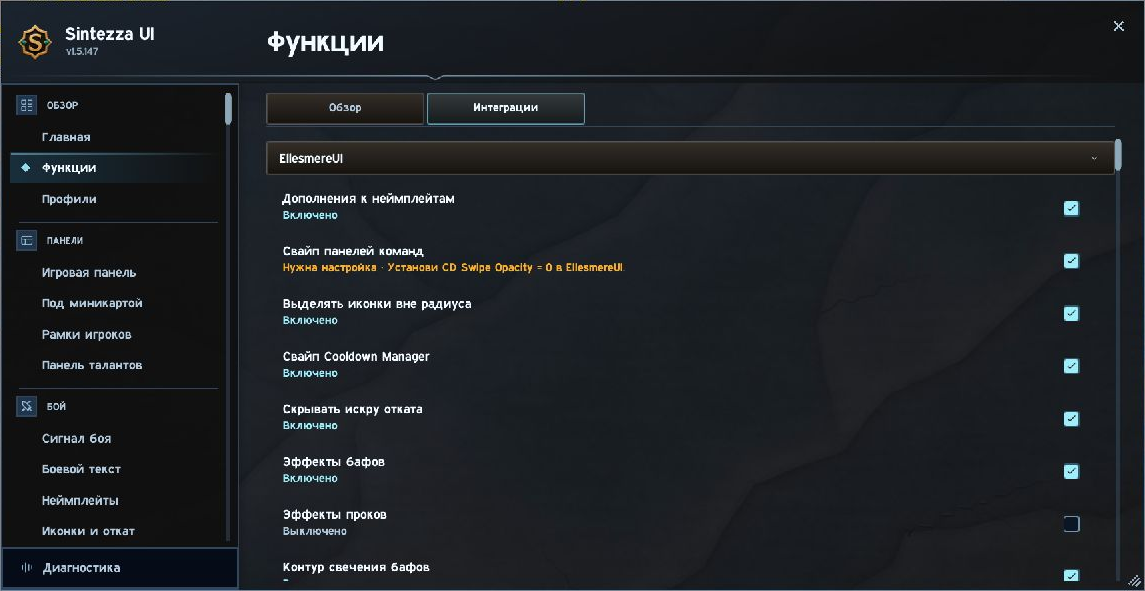 Sintezza UI
v1.5.147
Функции
ОБЗОР
Главная
Функции
Профили
ПАНЕЛИ
Игровая панель
Под миникартой
Рамки игроков
Панель талантов
БОЙ
Сигнал боя
Боевой текст
Неймплейты
Иконки и откат
Диагностика
Обзор
Интеграции
EllesmereUI
Дополнения к неймплейтам
Включено
Свайп панелей команд
Нужна настройка · Установи CD Swipe Opacity = 0 в EllesmereUI.
Выделять иконки вне радиуса
Включено
Свайп Cooldown Manager
Включено
Скрывать искру отката
Включено
Эффекты бафов
Включено
Эффекты проков
Выключено
Контур свечения бафов